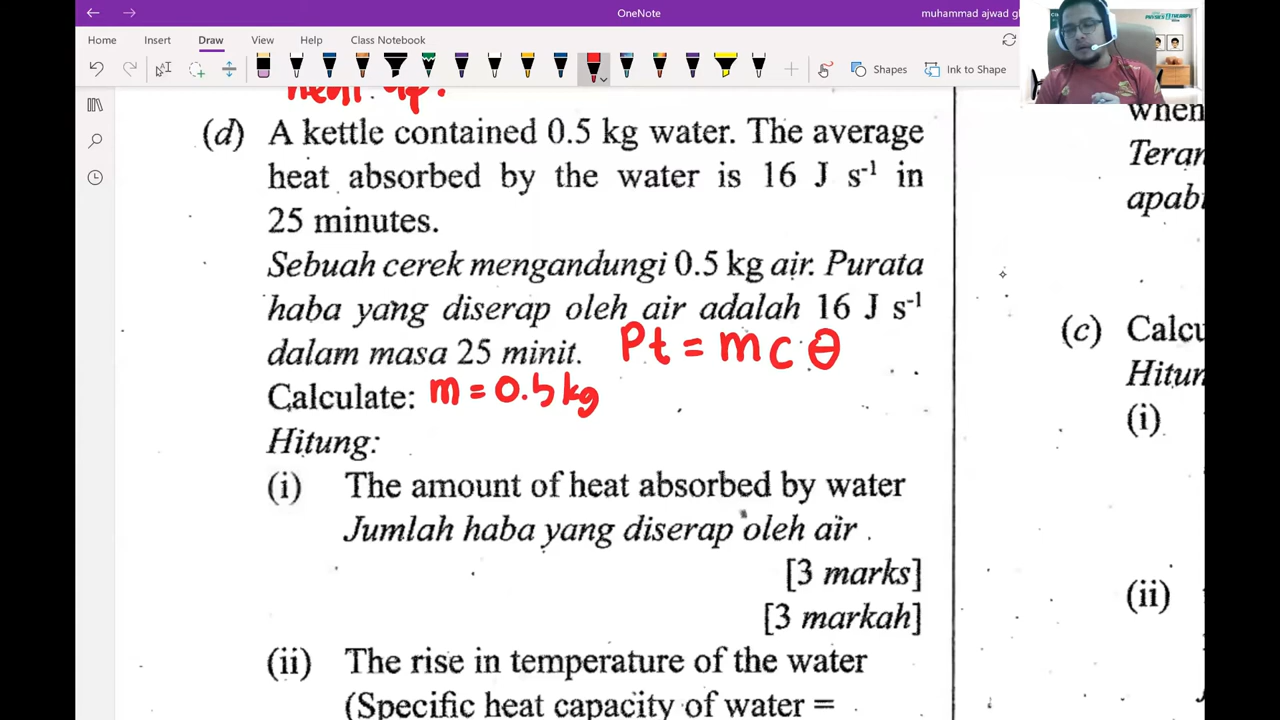 OneNote
muhammad ajwad gh
Home Insert Draw View Help Class Notebook
Shapes Ink to Space
heat up.
(d) A kettle contained 0.5 kg water. The average
heat absorbed by the water is 16 J s⁻¹ in
25 minutes.
Sebuah cerek mengandungi 0.5 kg air. Purata
haba yang diserap oleh air adalah 16 J s⁻¹
dalam masa 25 minit. Pt = m c θ
Calculate: m = 0.5 kg
Hitung:
(i) The amount of heat absorbed by water
Jumlah haba yang diserap oleh air .
[3 marks]
[3 markah]
(ii) The rise in temperature of the water
(Specific heat capacity of water =
when
Teran
apabi
(c) Calcu
Hitun
(i)
(ii)